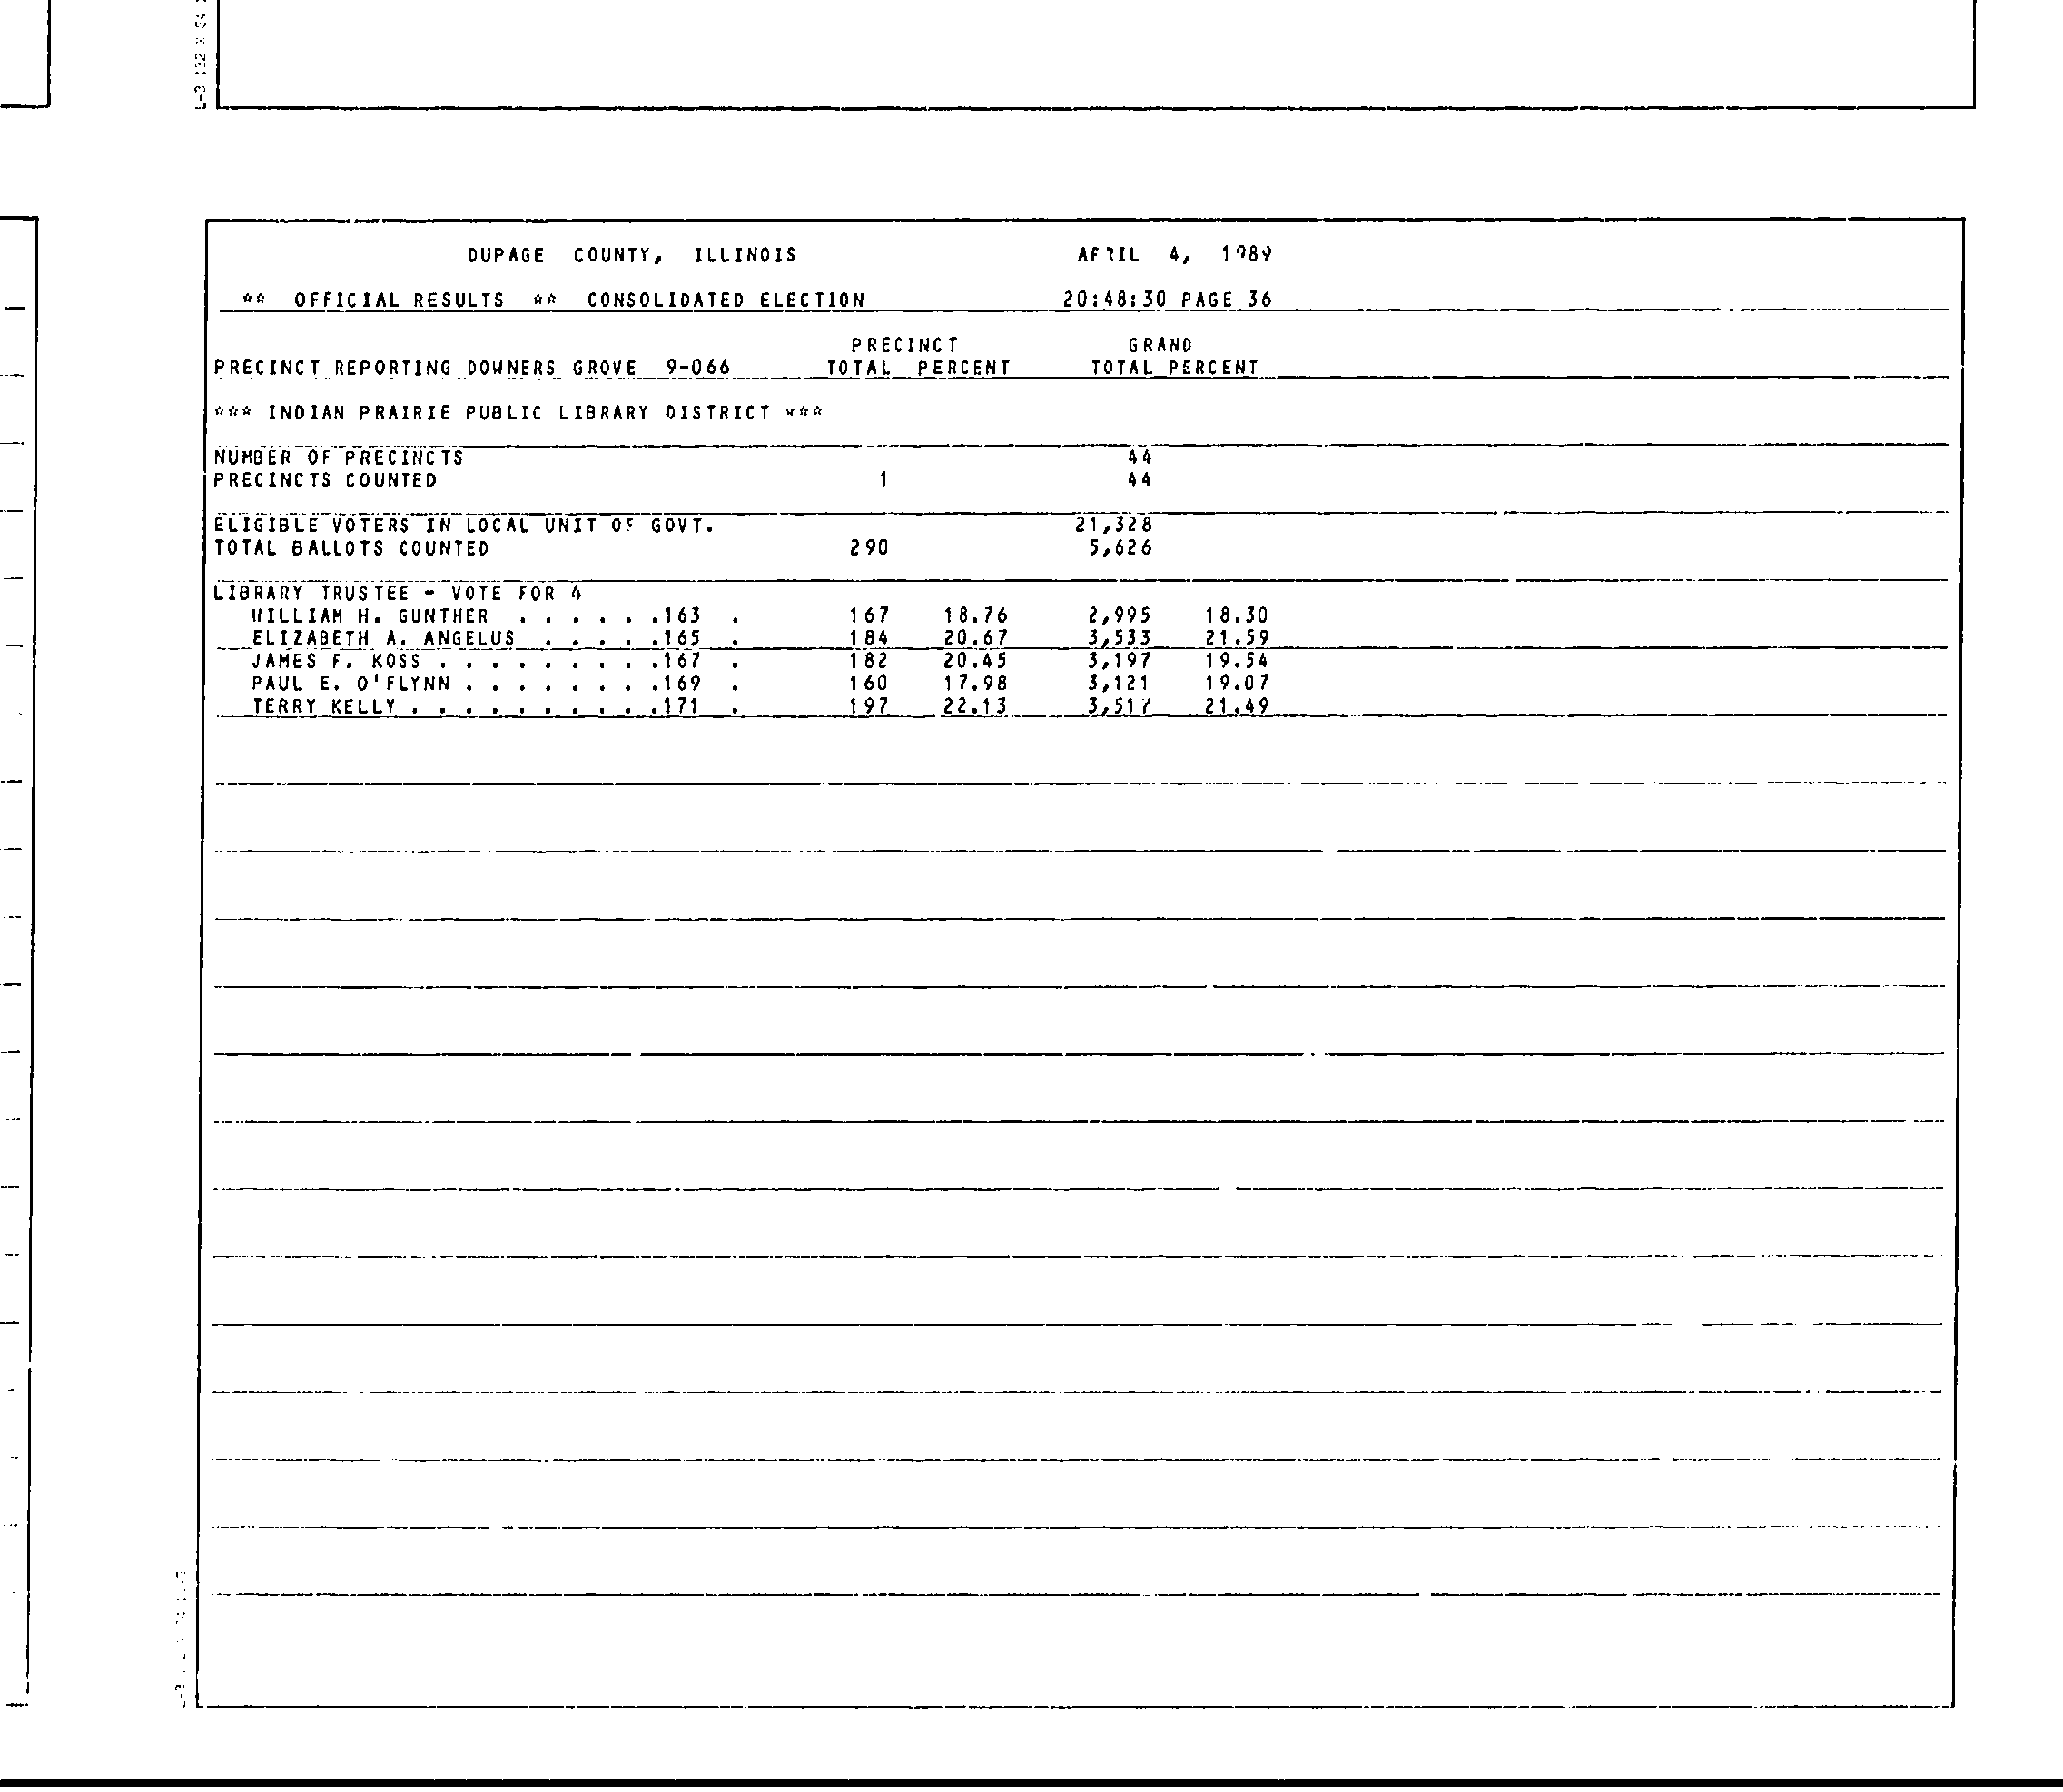 DUPAGE COUNTY, ILLINOIS APRIL 4, 1989
** OFFICIAL RESULTS ** CONSOLIDATED ELECTION 20:48:30 PAGE 36
PRECINCT GRAND
PRECINCT REPORTING DOWNERS GROVE 9-066 TOTAL PERCENT TOTAL PERCENT
*** INDIAN PRAIRIE PUBLIC LIBRARY DISTRICT ***
NUMBER OF PRECINCTS 44
PRECINCTS COUNTED 1 44
ELIGIBLE VOTERS IN LOCAL UNIT OF GOVT. 21,328
TOTAL BALLOTS COUNTED 290 5,626
LIBRARY TRUSTEE - VOTE FOR 4
WILLIAM H. GUNTHER . . . . . .163 . 167 18.76 2,995 18.30
ELIZABETH A. ANGELUS . . . . .165 . 184 20.67 3,533 21.59
JAMES F. KOSS . . . . . . . . .167 . 182 20.45 3,197 19.54
PAUL E. O'FLYNN . . . . . . . .169 . 160 17.98 3,121 19.07
TERRY KELLY . . . . . . . . . .171 . 197 22.13 3,517 21.49